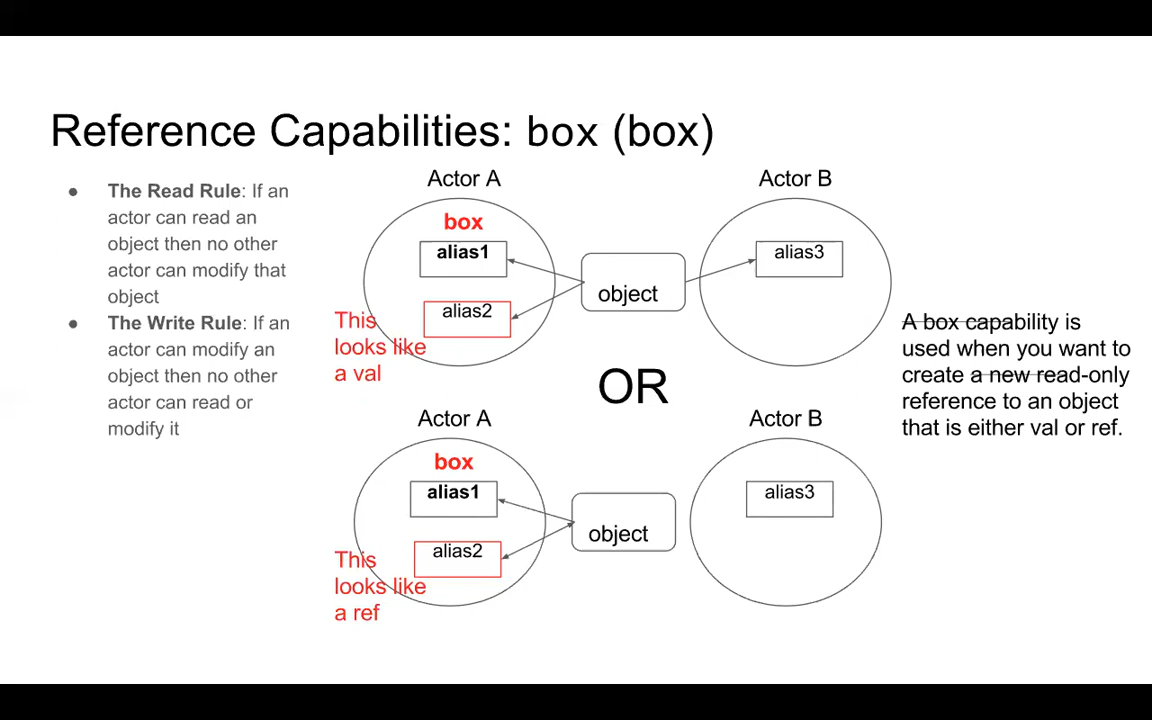 Reference Capabilities: box (box)
● The Read Rule: If an
actor can read an
object then no other
actor can modify that
object
● The Write Rule: If an
actor can modify an
object then no other
actor can read or
modify it
Actor A
box
alias1
alias2
This
looks like
a val
object
Actor B
alias3
OR
Actor A
box
alias1
alias2
This
looks like
a ref
object
Actor B
alias3
A box capability is
used when you want to
create a new read-only
reference to an object
that is either val or ref.